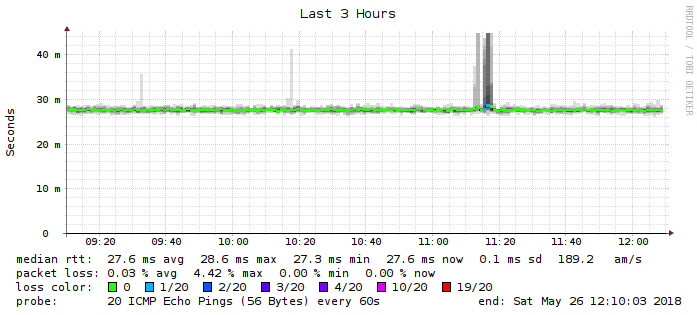 Last 3 Hours
RRDTOOL / TOBI OETIKER
Seconds
40 m
30 m
20 m
10 m
0
09:20 09:40 10:00 10:20 10:40 11:00 11:20 11:40 12:00
median rtt: 27.6 ms avg 28.6 ms max 27.3 ms min 27.6 ms now 0.1 ms sd 189.2 am/s
packet loss: 0.03 % avg 4.42 % max 0.00 % min 0.00 % now
loss color: 0 1/20 2/20 3/20 4/20 10/20 19/20
probe: 20 ICMP Echo Pings (56 Bytes) every 60s end: Sat May 26 12:10:03 2018